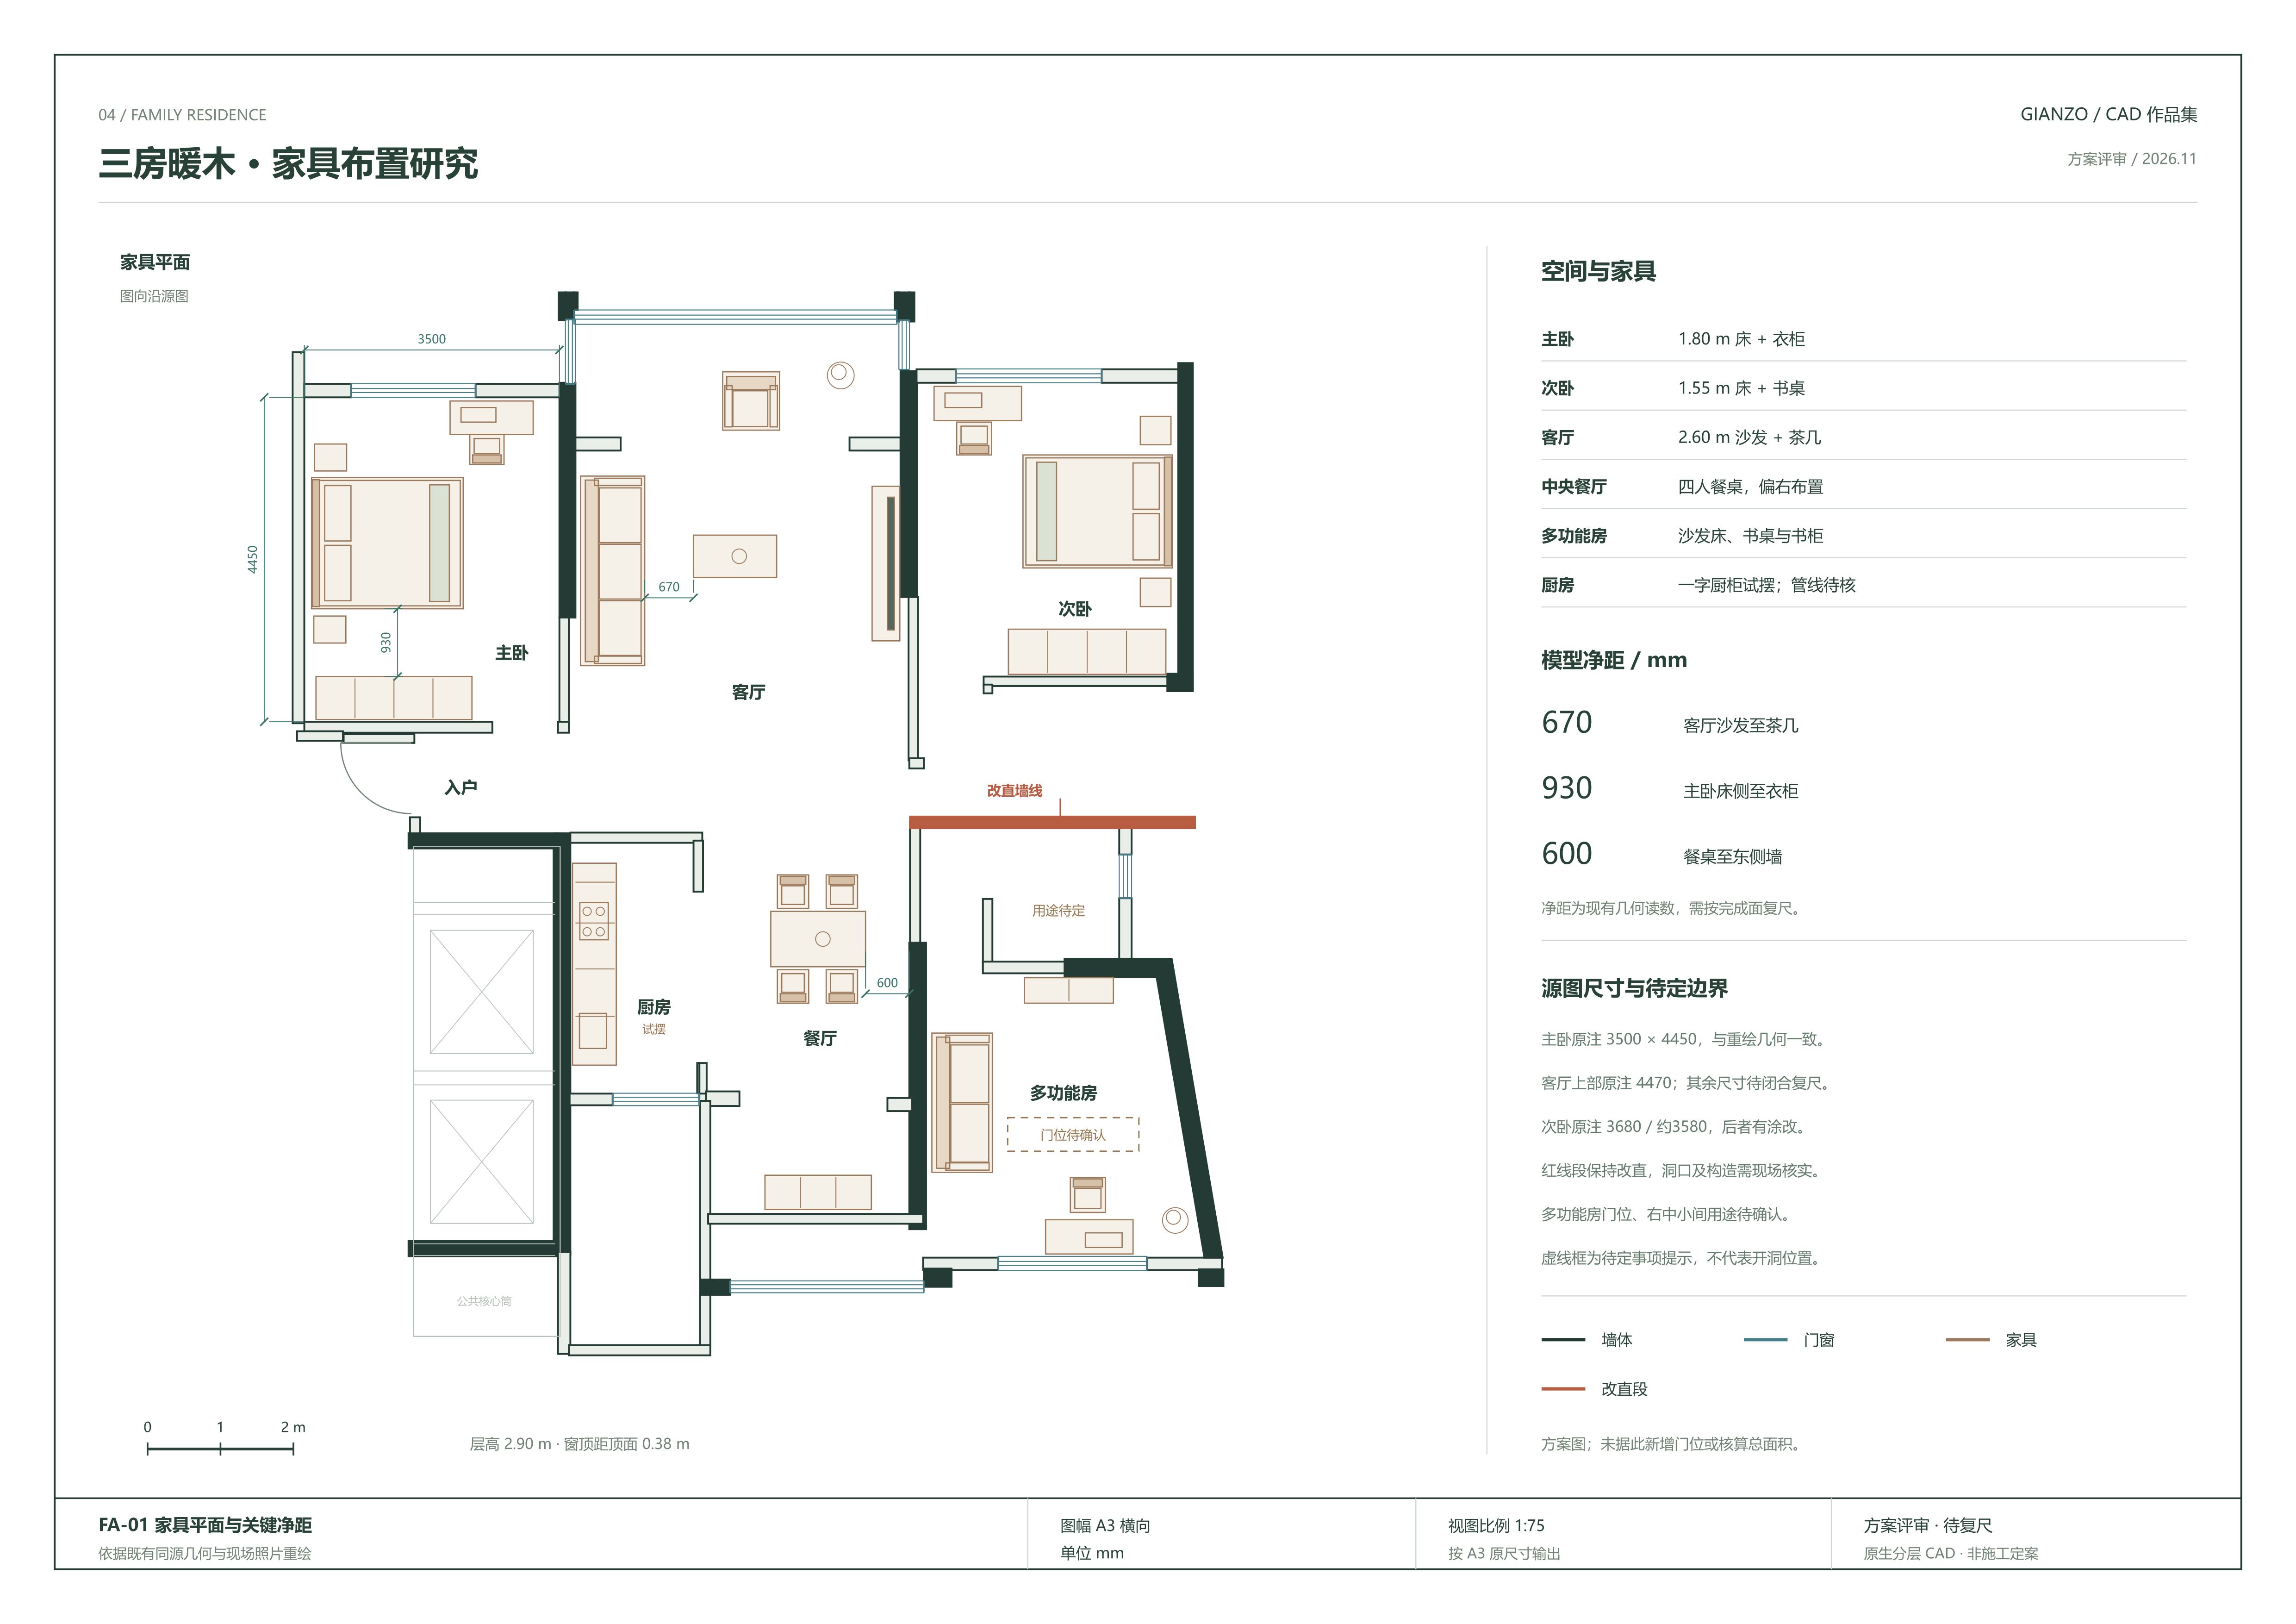 04 / FAMILY RESIDENCE
三房暖木·家具布置研究
GIANZO / CAD 作品集
方案评审 / 2026.11
家具平面
图向沿源图
3500
4450
930
主卧
670
客厅
次卧
入户
改直墙线
用途待定
600
厨房
试摆
餐厅
多功能房
门位待确认
公共核心筒
0 1 2 m
层高 2.90 m · 窗顶距顶面 0.38 m
空间与家具
主卧 1.80 m 床 + 衣柜
次卧 1.55 m 床 + 书桌
客厅 2.60 m 沙发 + 茶几
中央餐厅 四人餐桌，偏右布置
多功能房 沙发床、书桌与书柜
厨房 一字厨柜试摆；管线待核
模型净距 / mm
670 客厅沙发至茶几
930 主卧床侧至衣柜
600 餐桌至东侧墙
净距为现有几何读数，需按完成面复尺。
源图尺寸与待定边界
主卧原注 3500 × 4450，与重绘几何一致。
客厅上部原注 4470；其余尺寸待闭合复尺。
次卧原注 3680 / 约3580，后者有涂改。
红线段保持改直，洞口及构造需现场核实。
多功能房门位、右中小间用途待确认。
虚线框为待定事项提示，不代表开洞位置。
墙体 门窗 家具
改直段
方案图；未据此新增门位或核算总面积。
FA-01 家具平面与关键净距
依据既有同源几何与现场照片重绘
图幅 A3 横向
单位 mm
视图比例 1:75
按 A3 原尺寸输出
方案评审 · 待复尺
原生分层 CAD · 非施工定案